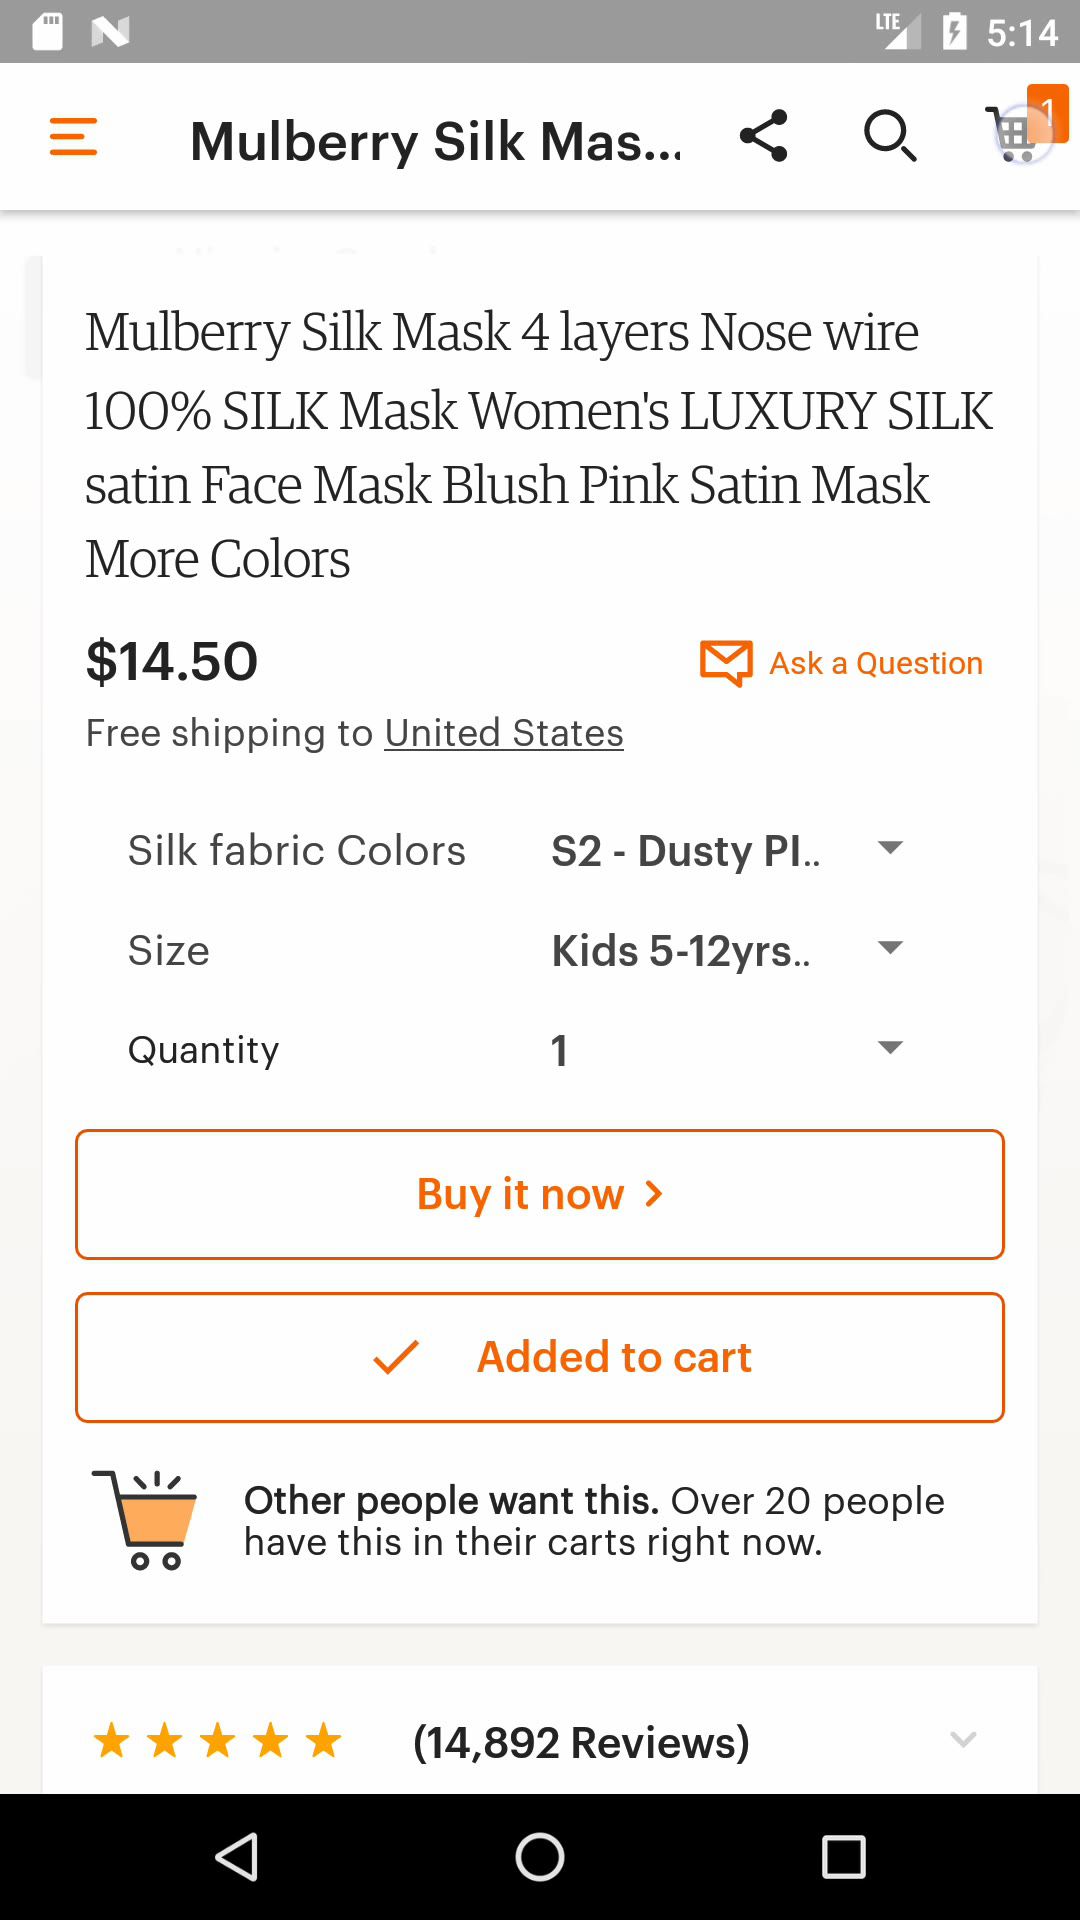 LTE 5:14
Mulberry Silk Mas... 1
Mulberry Silk Mask 4 layers Nose wire
100% SILK Mask Women's LUXURY SILK
satin Face Mask Blush Pink Satin Mask
More Colors
$14.50
Ask a Question
Free shipping to United States
Silk fabric Colors S2 - Dusty PI..
Size Kids 5-12yrs..
Quantity 1
Buy it now
Added to cart
Other people want this. Over 20 people
have this in their carts right now.
(14,892 Reviews)